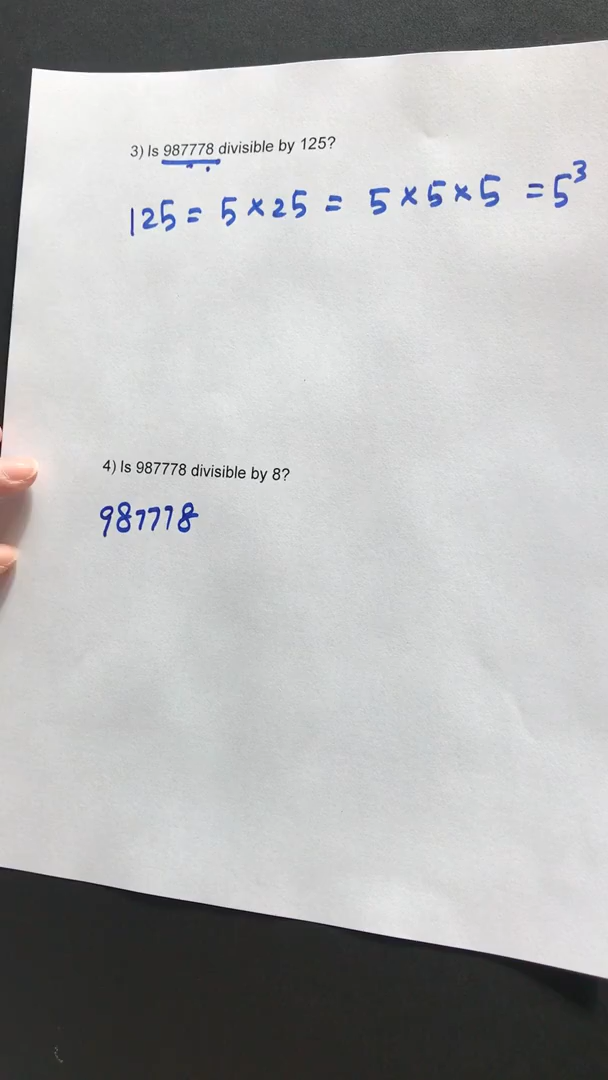 3) Is 987778 divisible by 125?
125 = 5 × 25 = 5 × 5 × 5 = 5³
4) Is 987778 divisible by 8?
987778